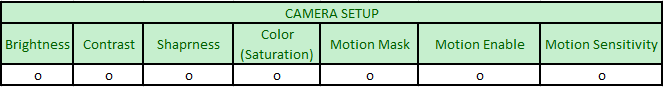 CAMERA SETUP
Brightness Contrast Shaprness Color (Saturation) Motion Mask Motion Enable Motion Sensitivity
o o o o o o o